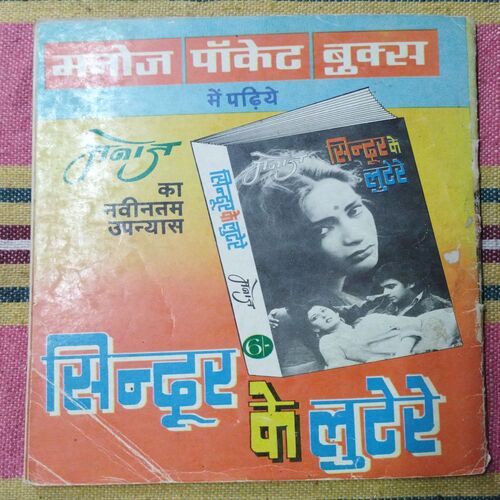 मनोज पॉकेट बुक्स
में पढ़िये
मनोज
का
नवीनतम
उपन्यास
मनोज
सिन्दूर के
लुटेरे
सिन्दूर के लुटेरे
मनोज
6/-
सिन्दूर
के लुटेरे